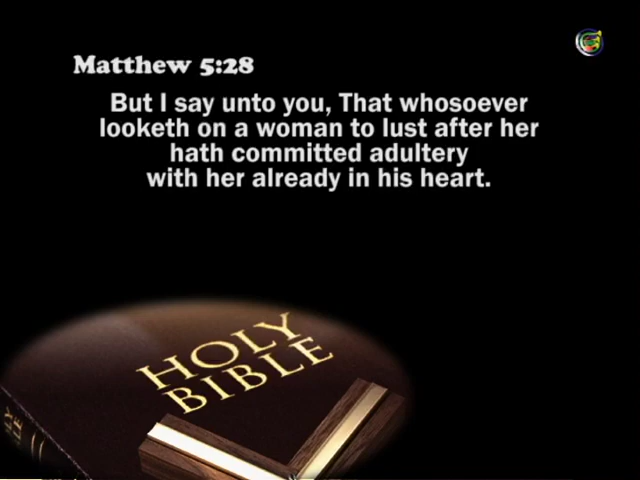 Matthew 5:28
But I say unto you, That whosoever
looketh on a woman to lust after her
hath committed adultery
with her already in his heart.
HOLY
BIBLE